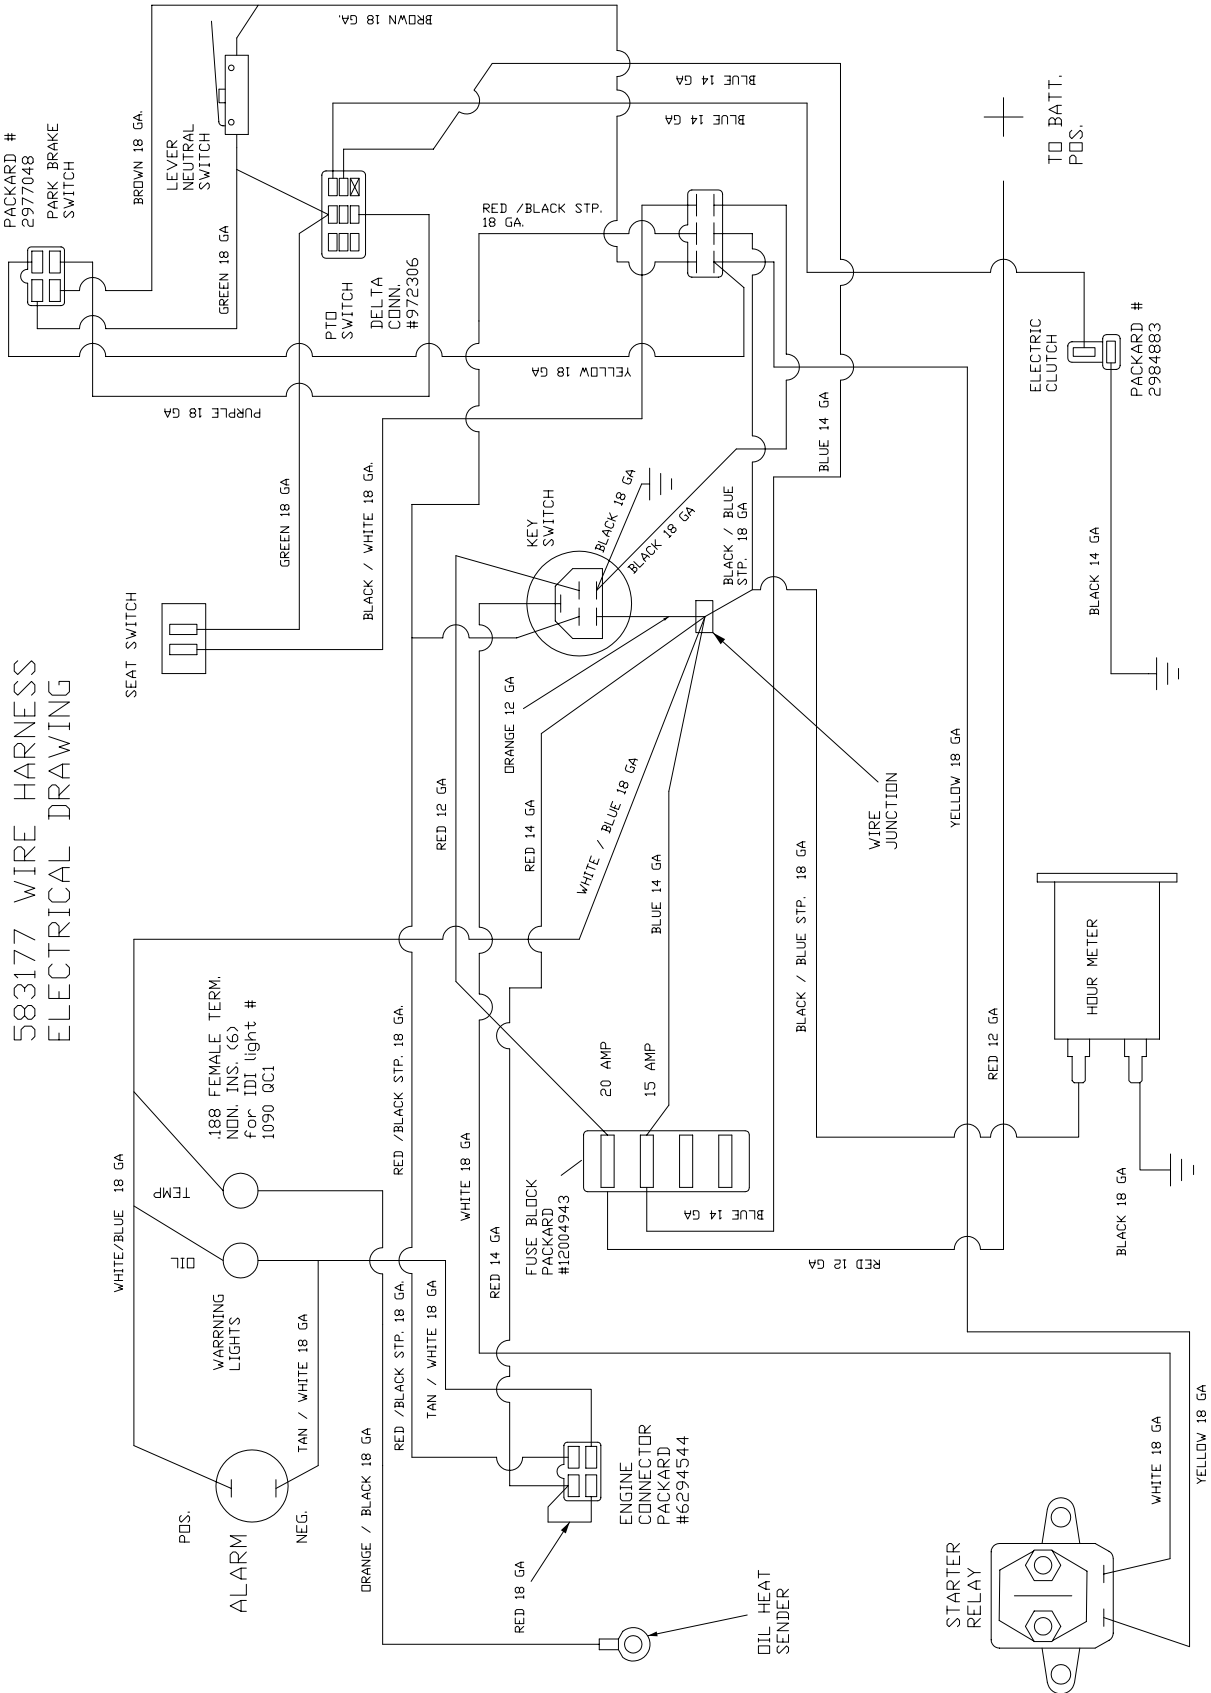 583177 WIRE HARNESS
ELECTRICAL DRAWING
PACKARD #
2977048
PARK BRAKE
SWITCH
BROWN 18 GA.
LEVER
NEUTRAL
SWITCH
GREEN 18 GA
BROWN 18 GA.
BLUE 14 GA
BLUE 14 GA
TO BATT.
POS.
PTO
SWITCH
DELTA
CONN.
#972306
RED /BLACK STP.
18 GA.
PURPLE 18 GA
YELLOW 18 GA
ELECTRIC
CLUTCH
PACKARD #
2984883
SEAT SWITCH
GREEN 18 GA
BLACK / WHITE 18 GA.
KEY
SWITCH
BLACK 18 GA
BLACK 18 GA
BLUE 14 GA
BLACK / BLUE
STP. 18 GA
BLACK 14 GA
RED 12 GA
ORANGE 12 GA
RED 14 GA
WHITE / BLUE 18 GA
BLUE 14 GA
WIRE
JUNCTION
YELLOW 18 GA
BLACK / BLUE STP. 18 GA
HOUR METER
RED 12 GA
.188 FEMALE TERM.
NON. INS. (6)
for IDI light #
1090 QC1
RED /BLACK STP. 18 GA.
20 AMP
15 AMP
WHITE/BLUE 18 GA
TEMP
OIL
WARRNING
LIGHTS
WHITE 18 GA
FUSE BLOCK
PACKARD
#12004943
BLUE 14 GA
RED 12 GA
BLACK 18 GA
RED 14 GA
TAN / WHITE 18 GA
RED /BLACK STP. 18 GA.
TAN / WHITE 18 GA
POS.
ALARM
NEG.
ORANGE / BLACK 18 GA
ENGINE
CONNECTOR
PACKARD
#6294544
RED 18 GA
OIL HEAT
SENDER
STARTER
RELAY
WHITE 18 GA
YELLOW 18 GA